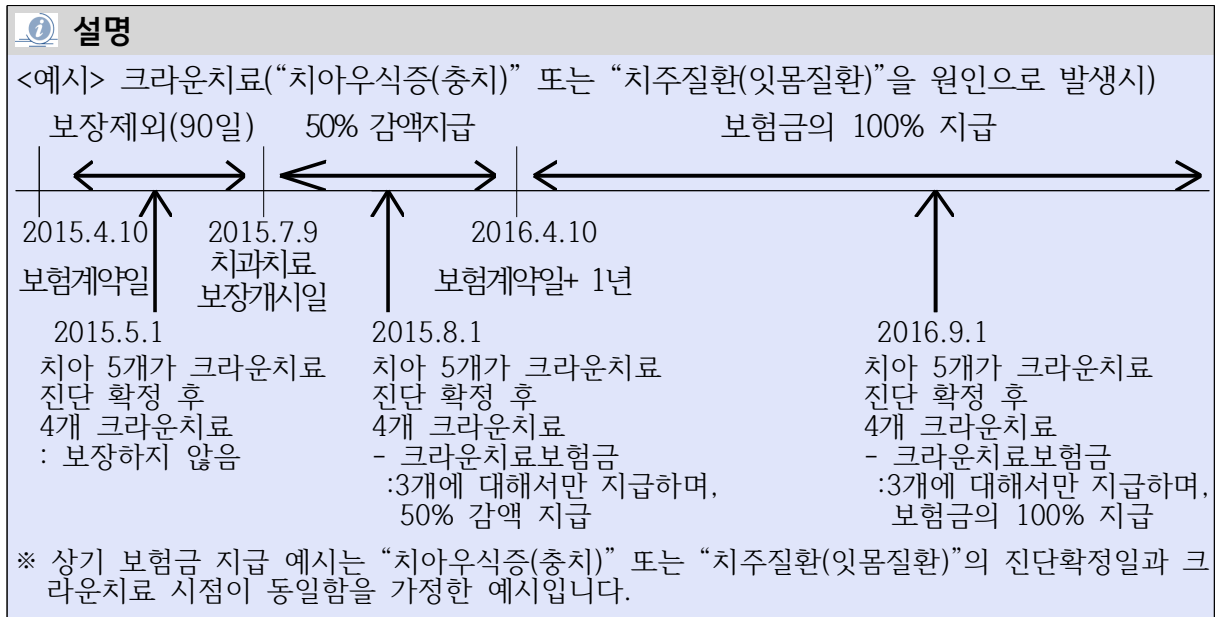 설명
<예시> 크라운치료(“치아우식증(충치)” 또는 “치주질환(잇몸질환)”을 원인으로 발생시)
보장제외(90일) 50% 감액지급 보험금의 100% 지급
2015.4.10 2015.7.9 2016.4.10
보험계약일 치과치료 보장개시일 보험계약일+ 1년
2015.5.1
치아 5개가 크라운치료
진단 확정 후
4개 크라운치료
: 보장하지 않음
2015.8.1
치아 5개가 크라운치료
진단 확정 후
4개 크라운치료
- 크라운치료보험금
:3개에 대해서만 지급하며,
50% 감액 지급
2016.9.1
치아 5개가 크라운치료
진단 확정 후
4개 크라운치료
- 크라운치료보험금
:3개에 대해서만 지급하며,
보험금의 100% 지급
※ 상기 보험금 지급 예시는 “치아우식증(충치)” 또는 “치주질환(잇몸질환)”의 진단확정일과 크
라운치료 시점이 동일함을 가정한 예시입니다.